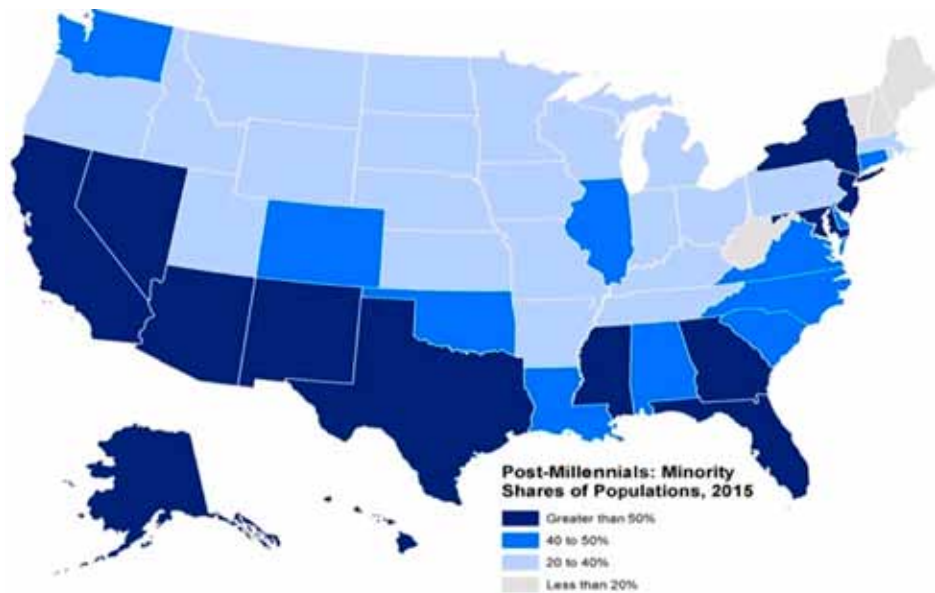 Post-Millennials: Minority
Shares of Populations, 2015
Greater than 50%
40 to 50%
20 to 40%
Less than 20%